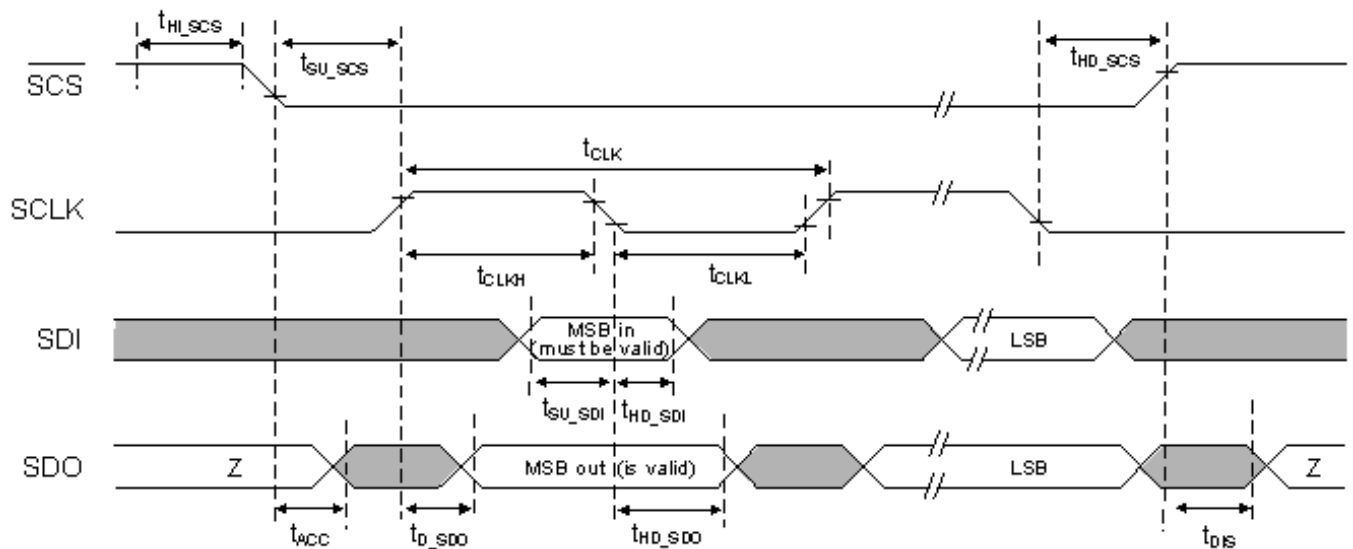 tHI_SCS
tSU_SCS
tHD_SCS
SCS
tCLK
SCLK
tCLKH
tCLKL
SDI
MSB in
(must be valid)
LSB
tSU_SDI
tHD_SDI
SDO
Z
MSB out (is valid)
LSB
Z
tACC
tD_SDO
tHD_SDO
tDIS